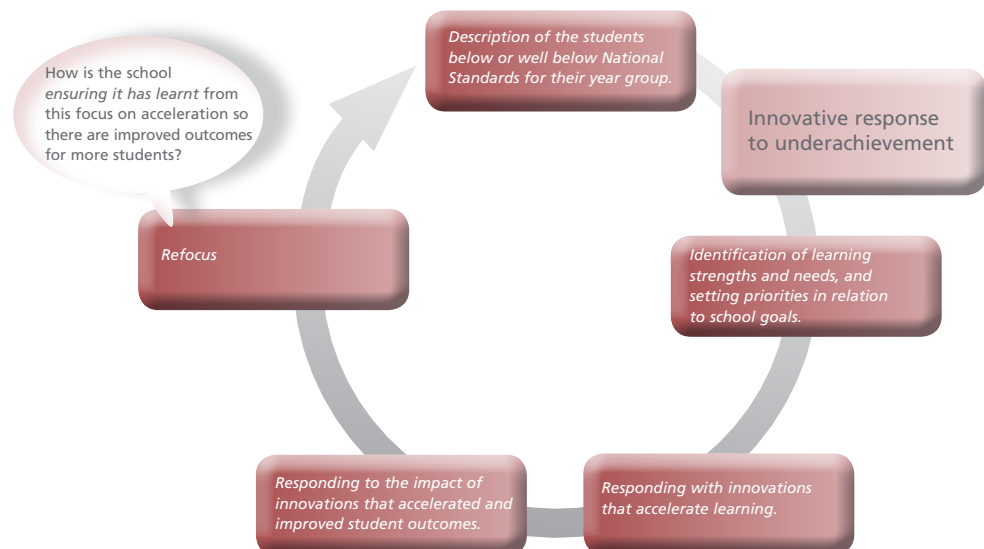 Description of the students
below or well below National
Standards for their year group.
How is the school
ensuring it has learnt from
this focus on acceleration so
there are improved outcomes
for more students?
Innovative response
to underachievement
Refocus
Identification of learning
strengths and needs, and
setting priorities in relation
to school goals.
Responding to the impact of
innovations that accelerated and
improved student outcomes.
Responding with innovations
that accelerate learning.